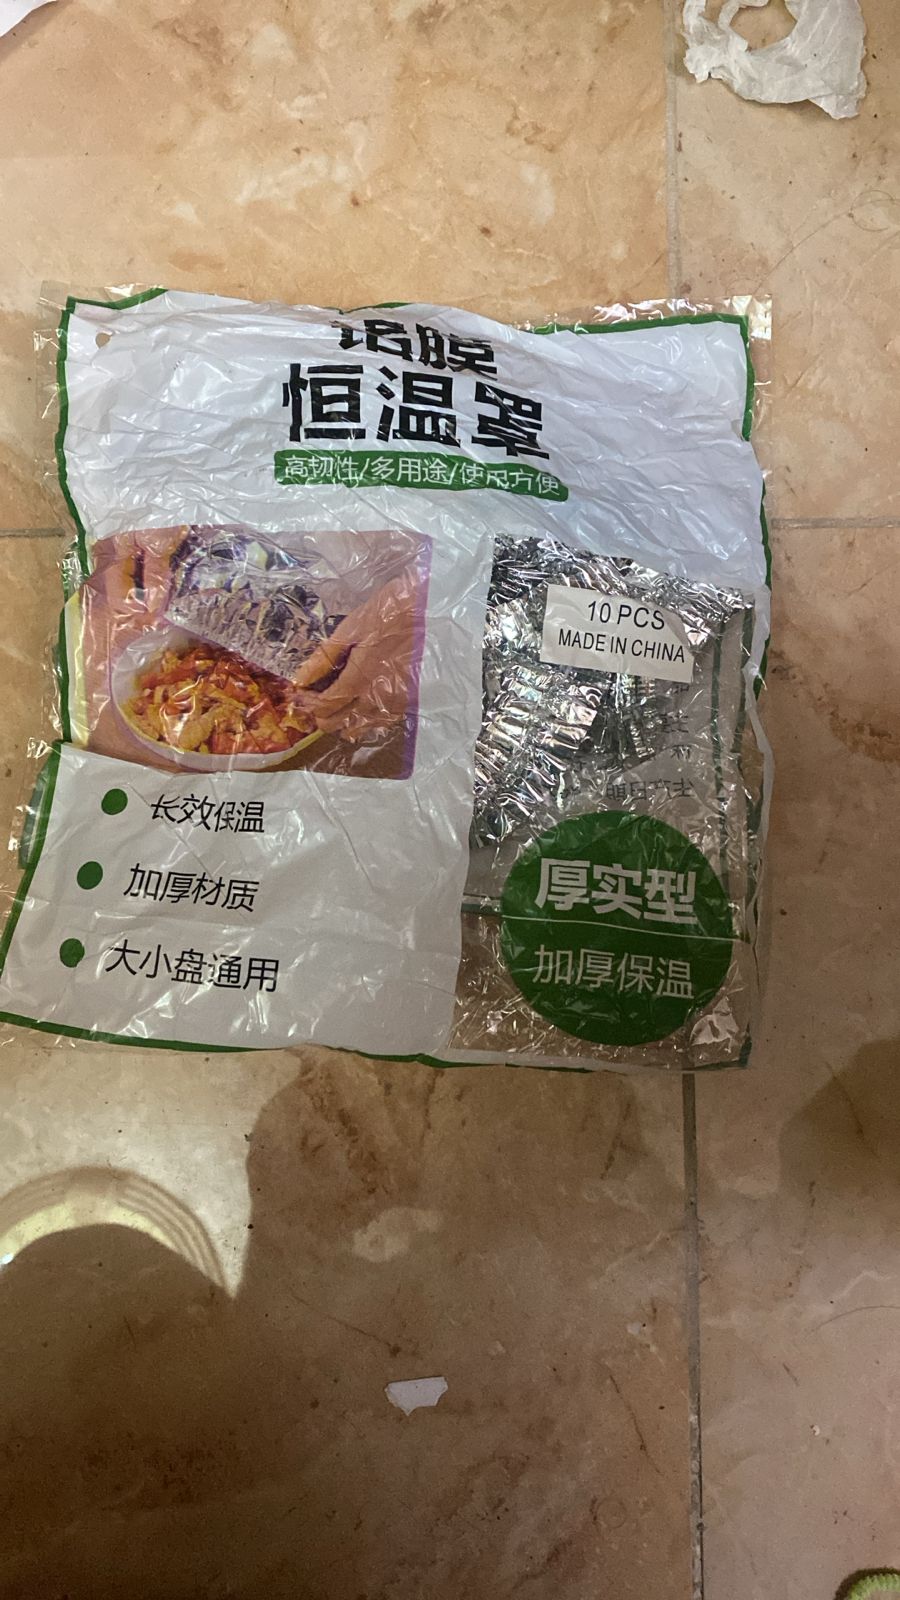 铝膜
恒温罩
高韧性/多用途/使用方便
10 PCS
MADE IN CHINA
长效保温
加厚材质
大小盘通用
厚实型
加厚保温